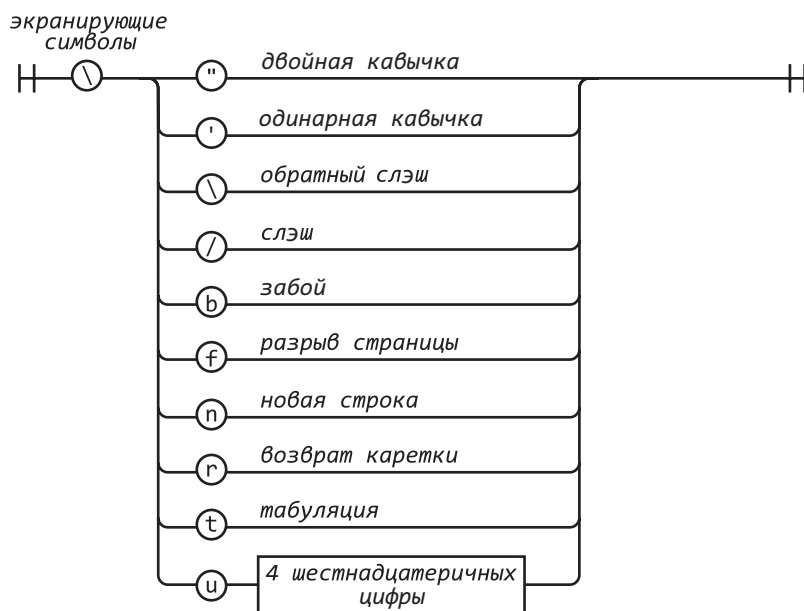 экранирующие
символы
\
" двойная кавычка
' одинарная кавычка
\ обратный слэш
/ слэш
b забой
f разрыв страницы
n новая строка
r возврат каретки
t табуляция
u 4 шестнадцатеричных
цифры